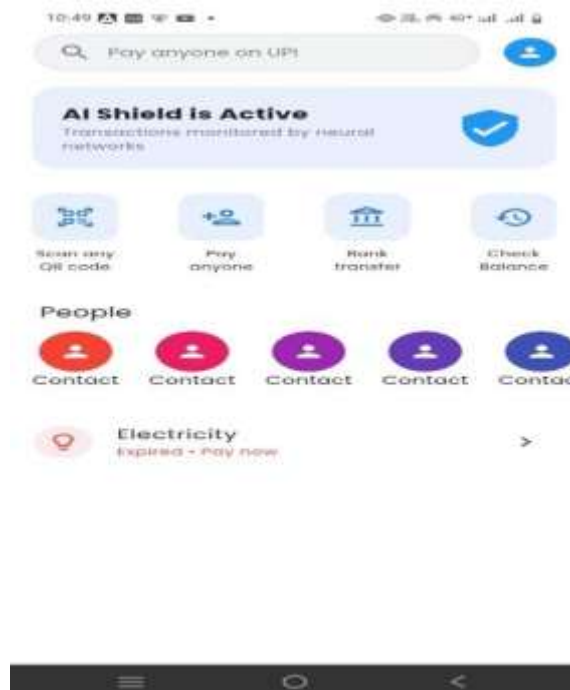 10:49
Pay anyone on UPI
AI Shield is Active
Transactions monitored by neural
networks
Scan any
QR code
Pay
anyone
Bank
transfer
Check
Balance
People
Contact Contact Contact Contact Contac
Electricity
Expired • Pay now